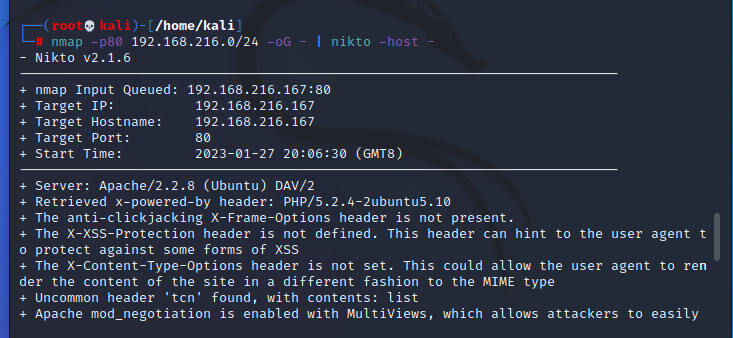 ┌──(root💀kali)-[/home/kali]
└─# nmap -p80 192.168.216.0/24 -oG - | nikto -host -
- Nikto v2.1.6
---------------------------------------------------------------------------
+ nmap Input Queued: 192.168.216.167:80
+ Target IP:          192.168.216.167
+ Target Hostname:    192.168.216.167
+ Target Port:        80
+ Start Time:         2023-01-27 20:06:30 (GMT8)
---------------------------------------------------------------------------
+ Server: Apache/2.2.8 (Ubuntu) DAV/2
+ Retrieved x-powered-by header: PHP/5.2.4-2ubuntu5.10
+ The anti-clickjacking X-Frame-Options header is not present.
+ The X-XSS-Protection header is not defined. This header can hint to the user agent t
o protect against some forms of XSS
+ The X-Content-Type-Options header is not set. This could allow the user agent to ren
der the content of the site in a different fashion to the MIME type
+ Uncommon header 'tcn' found, with contents: list
+ Apache mod_negotiation is enabled with MultiViews, which allows attackers to easily